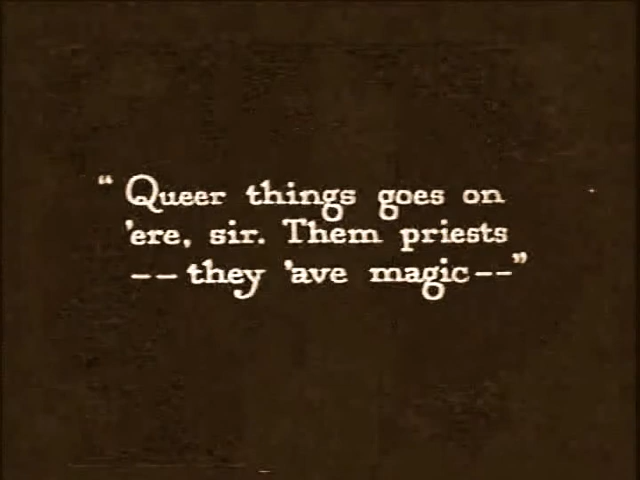 “ Queer things goes on
'ere, sir. Them priests
-- they 'ave magic--”